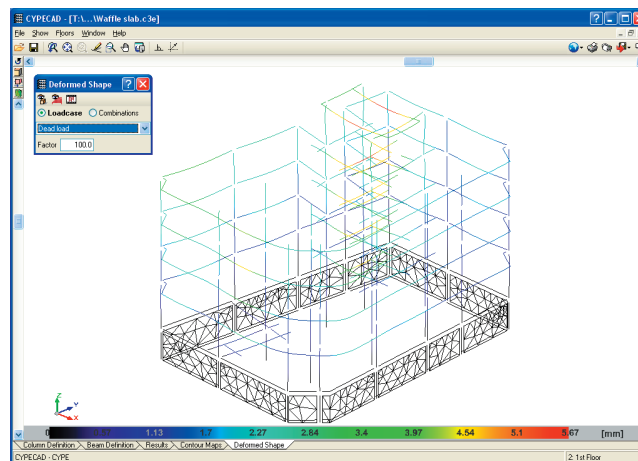 CYPECAD - [T:\...\Waffle slab.c3e]
File Show Floors Window Help
Deformed Shape
Loadcase Combinations
Dead load
Factor 100.0
Z
Y
X
0 1.13 1.7 2.27 2.84 3.4 3.97 4.54 5.1 5.67 [mm]
Column Definition Beam Definition Results Contour Maps Deformed Shape
CYPECAD - CYPE 2: 1st Floor